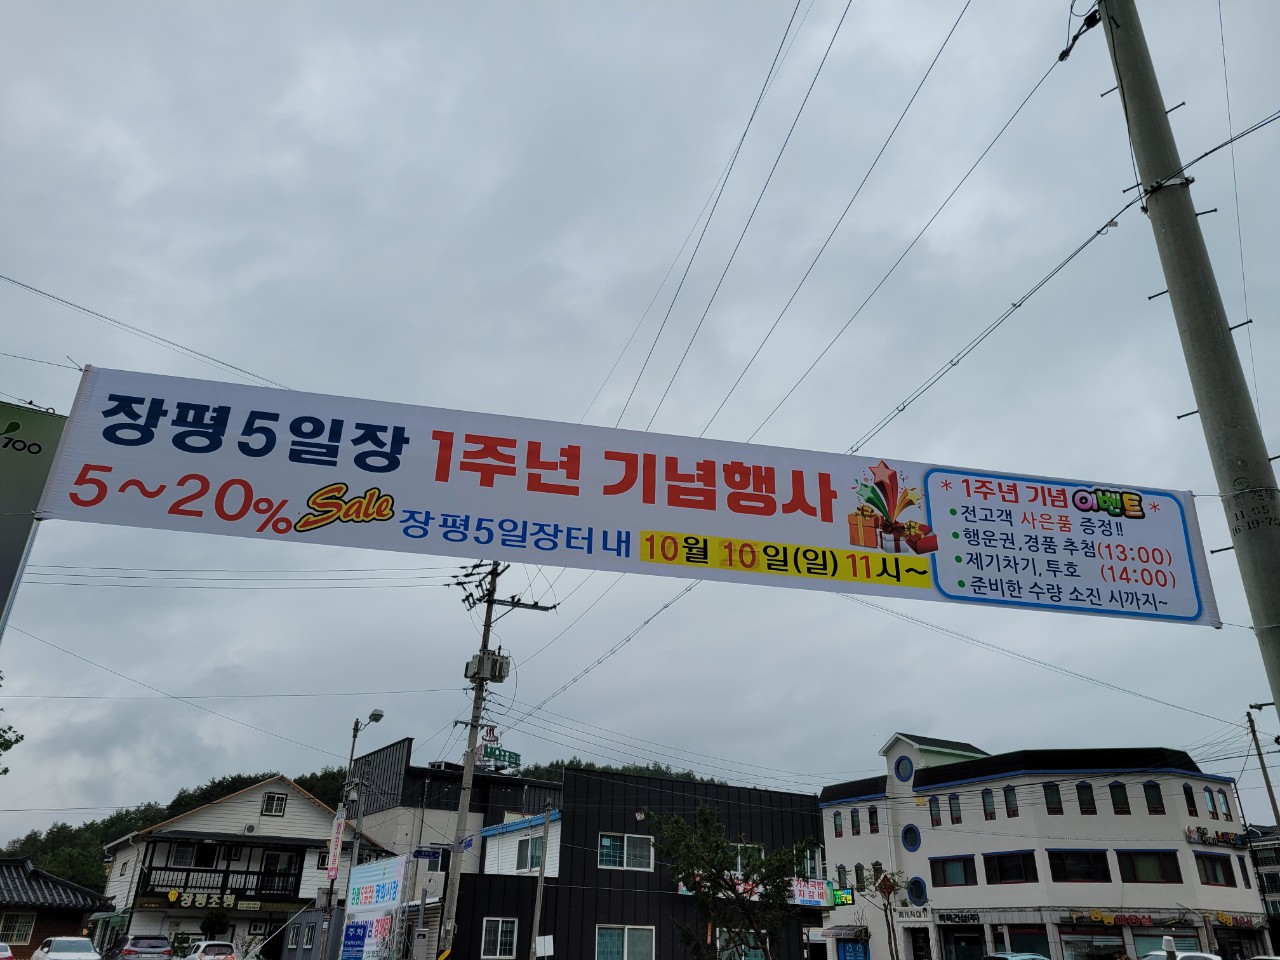 장평5일장 1주년 기념행사
5~20% Sale 장평5일장터 내 10월 10일(일) 11시~
* 1주년 기념 이벤트 *
• 전고객 사은품 증정!!
• 행운권, 경품 추첨(13:00)
• 제기차기, 투호 (14:00)
• 준비한 수량 소진 시까지~
100
장평조명
주차